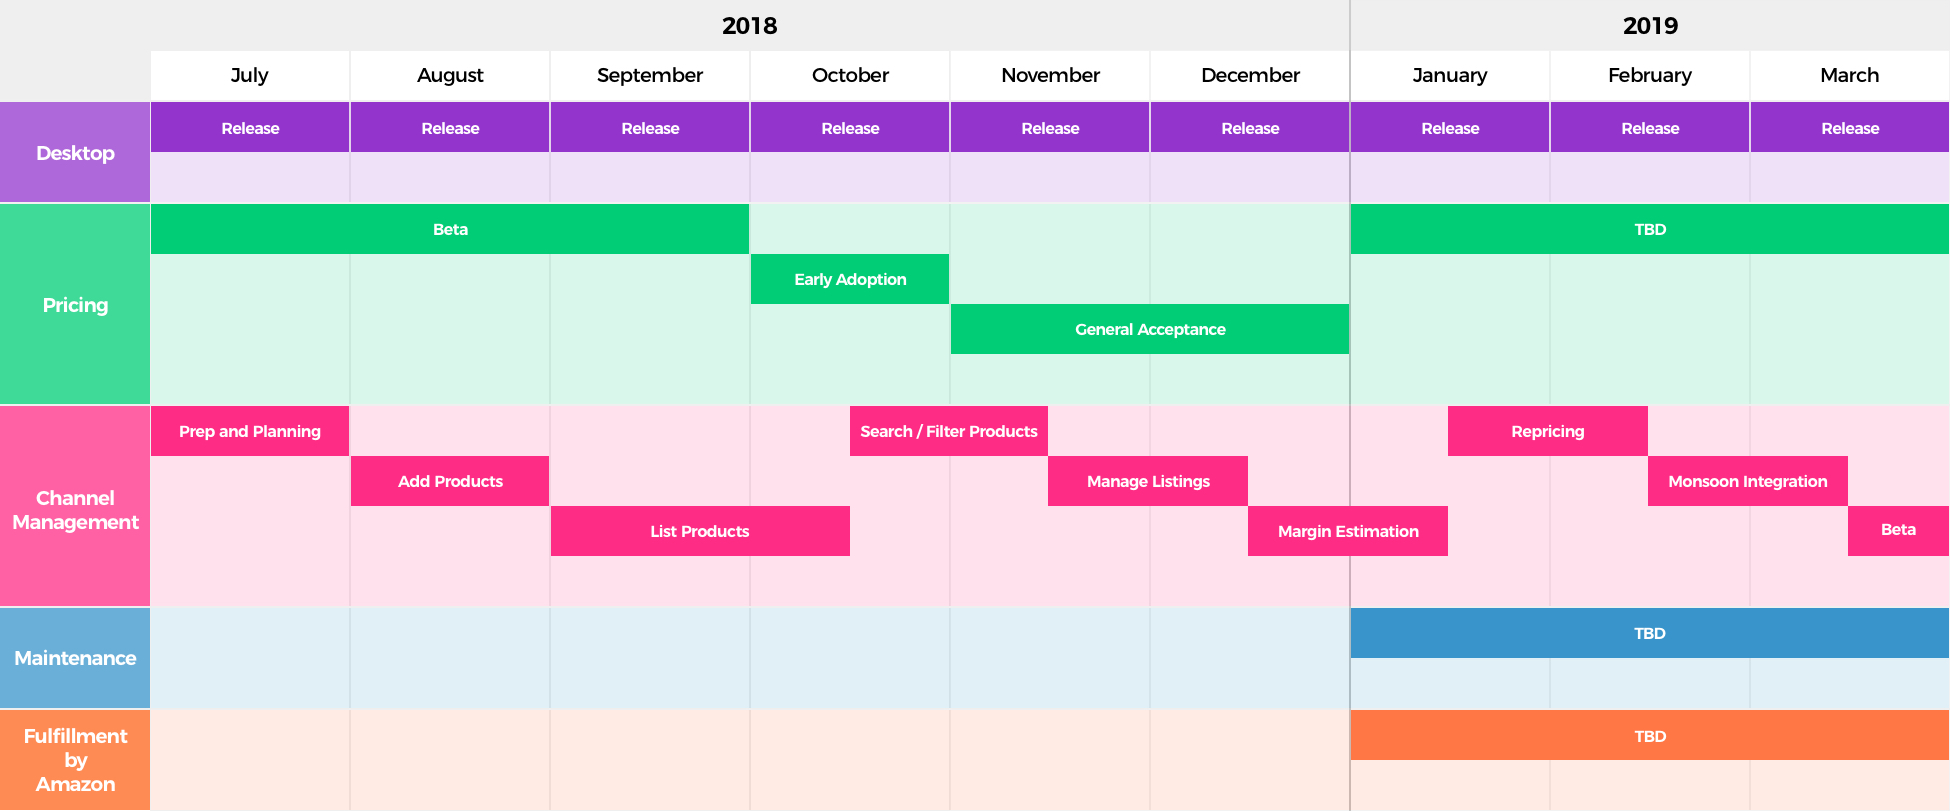 2018
2019
July
August
September
October
November
December
January
February
March
Desktop
Release
Release
Release
Release
Release
Release
Release
Release
Release
Pricing
Beta
TBD
Early Adoption
General Acceptance
Channel
Management
Prep and Planning
Search / Filter Products
Repricing
Add Products
Manage Listings
Monsoon Integration
List Products
Margin Estimation
Beta
Maintenance
TBD
Fulfillment
by
Amazon
TBD